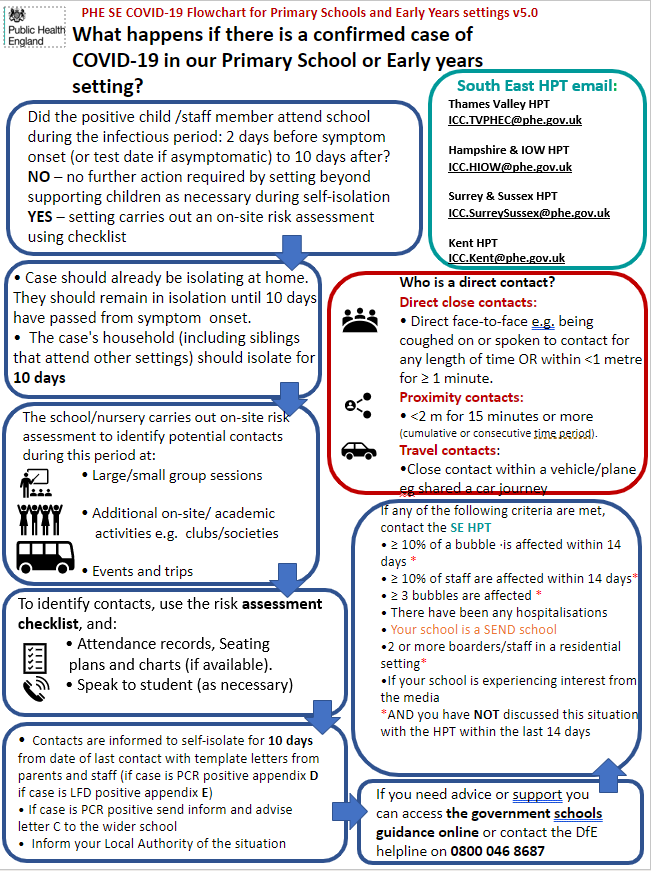 PHE SE COVID-19 Flowchart for Primary Schools and Early Years settings v5.0
Public Health
England
What happens if there is a confirmed case of
COVID-19 in our Primary School or Early years
setting?
South East HPT email:
Thames Valley HPT
ICC.TVPHEC@phe.gov.uk
Hampshire & IOW HPT
ICC.HIOW@phe.gov.uk
Surrey & Sussex HPT
ICC.SurreySussex@phe.gov.uk
Kent HPT
ICC.Kent@phe.gov.uk
Did the positive child /staff member attend school
during the infectious period: 2 days before symptom
onset (or test date if asymptomatic) to 10 days after?
NO – no further action required by setting beyond
supporting children as necessary during self-isolation
YES – setting carries out an on-site risk assessment
using checklist
• Case should already be isolating at home.
They should remain in isolation until 10 days
have passed from symptom onset.
• The case's household (including siblings
that attend other settings) should isolate for
10 days
Who is a direct contact?
Direct close contacts:
• Direct face-to-face e.g. being
coughed on or spoken to contact for
any length of time OR within <1 metre
for ≥ 1 minute.
Proximity contacts:
• <2 m for 15 minutes or more
(cumulative or consecutive time period).
Travel contacts:
•Close contact within a vehicle/plane
eg shared a car journey
The school/nursery carries out on-site risk
assessment to identify potential contacts
during this period at:
• Large/small group sessions
• Additional on-site/ academic
activities e.g. clubs/societies
• Events and trips
To identify contacts, use the risk assessment
checklist, and:
• Attendance records, Seating
plans and charts (if available).
• Speak to student (as necessary)
• Contacts are informed to self-isolate for 10 days
from date of last contact with template letters from
parents and staff (if case is PCR positive appendix D
if case is LFD positive appendix E)
• If case is PCR positive send inform and advise
letter C to the wider school
• Inform your Local Authority of the situation
If you need advice or support you
can access the government schools
guidance online or contact the DfE
helpline on 0800 046 8687
If any of the following criteria are met,
contact the SE HPT
• ≥ 10% of a bubble ·is affected within 14
days *
• ≥ 10% of staff are affected within 14 days*
• ≥ 3 bubbles are affected *
• There have been any hospitalisations
• Your school is a SEND school
•2 or more boarders/staff in a residential
setting*
•If your school is experiencing interest from
the media
*AND you have NOT discussed this situation
with the HPT within the last 14 days